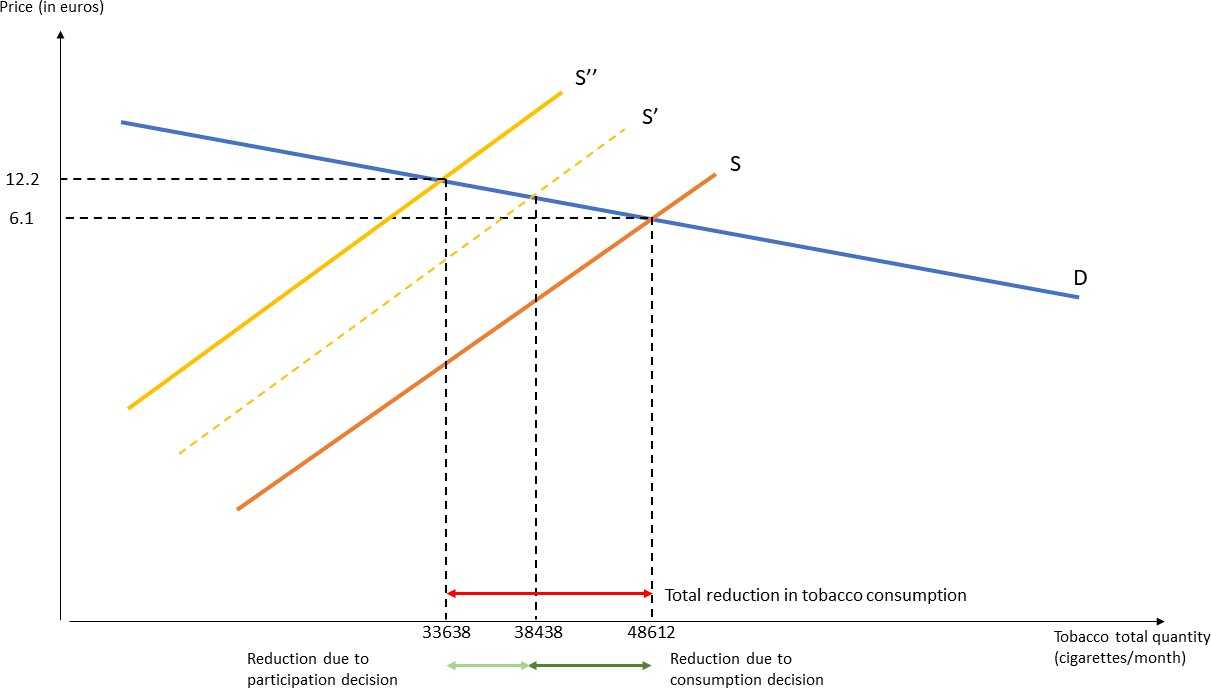 Price (in euros)
S’’
S’
S
12.2
6.1
D
Total reduction in tobacco consumption
33638
38438
48612
Tobacco total quantity
(cigarettes/month)
Reduction due to
participation decision
Reduction due to
consumption decision